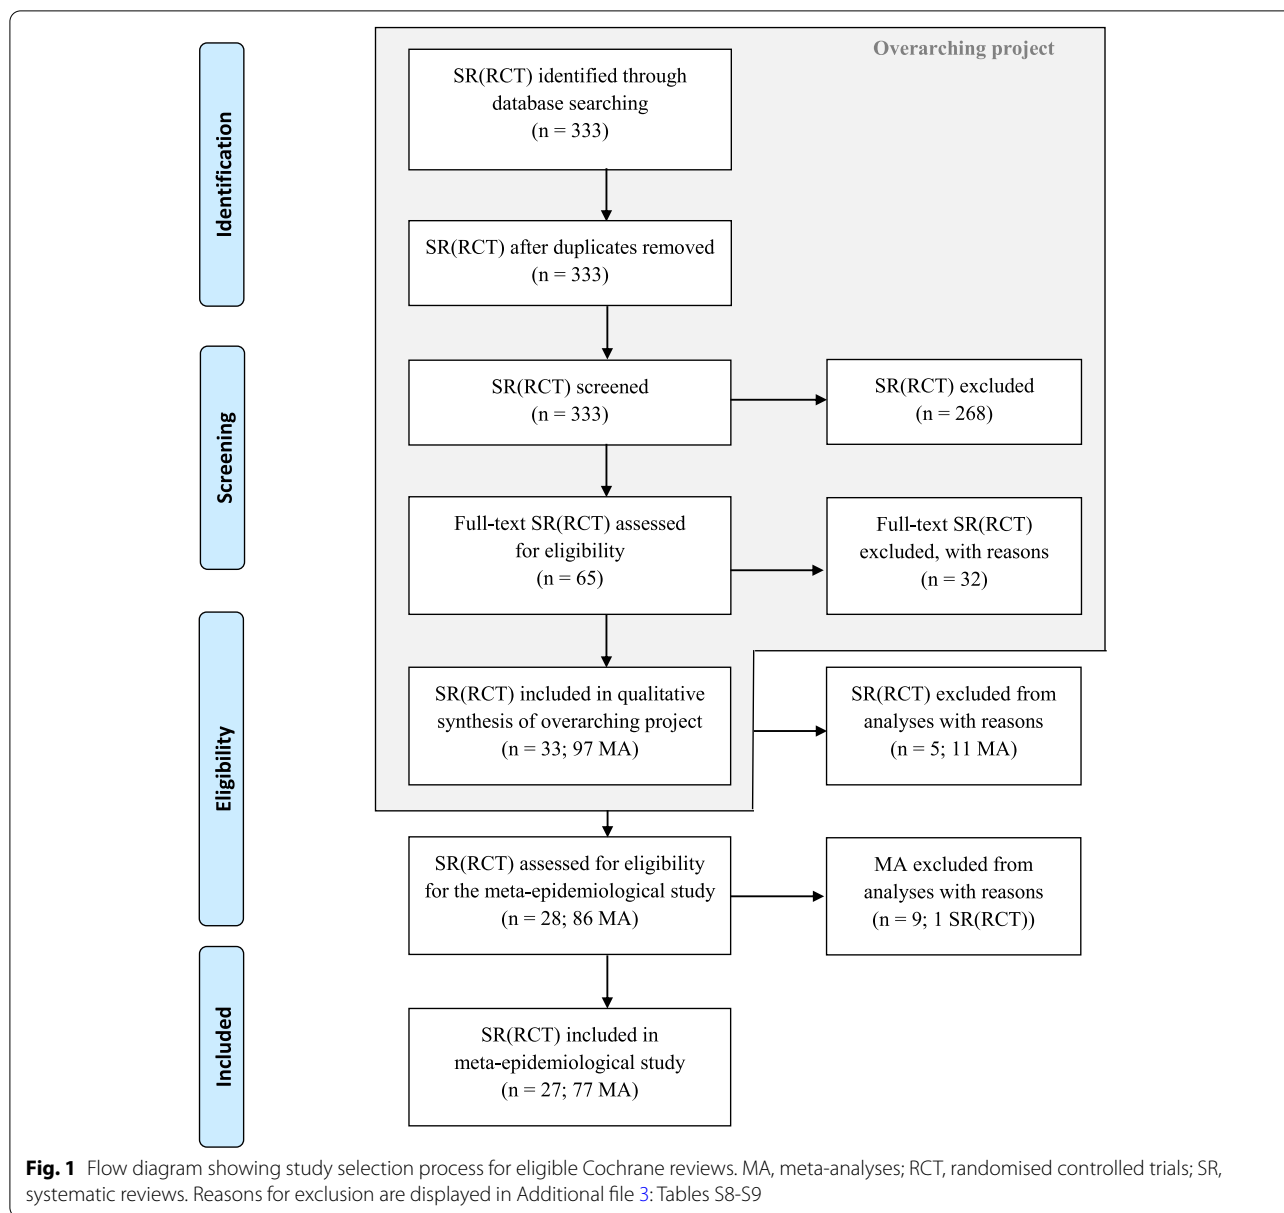 Overarching project
Identification
SR(RCT) identified through
database searching
(n = 333)
SR(RCT) after duplicates removed
(n = 333)
Screening
SR(RCT) screened
(n = 333)
SR(RCT) excluded
(n = 268)
Full-text SR(RCT) assessed
for eligibility
(n = 65)
Full-text SR(RCT)
excluded, with reasons
(n = 32)
Eligibility
SR(RCT) included in qualitative
synthesis of overarching project
(n = 33; 97 MA)
SR(RCT) excluded from
analyses with reasons
(n = 5; 11 MA)
SR(RCT) assessed for eligibility
for the meta-epidemiological study
(n = 28; 86 MA)
MA excluded from
analyses with reasons
(n = 9; 1 SR(RCT))
Included
SR(RCT) included in
meta-epidemiological study
(n = 27; 77 MA)
Fig. 1 Flow diagram showing study selection process for eligible Cochrane reviews. MA, meta-analyses; RCT, randomised controlled trials; SR,
systematic reviews. Reasons for exclusion are displayed in Additional file 3: Tables S8-S9